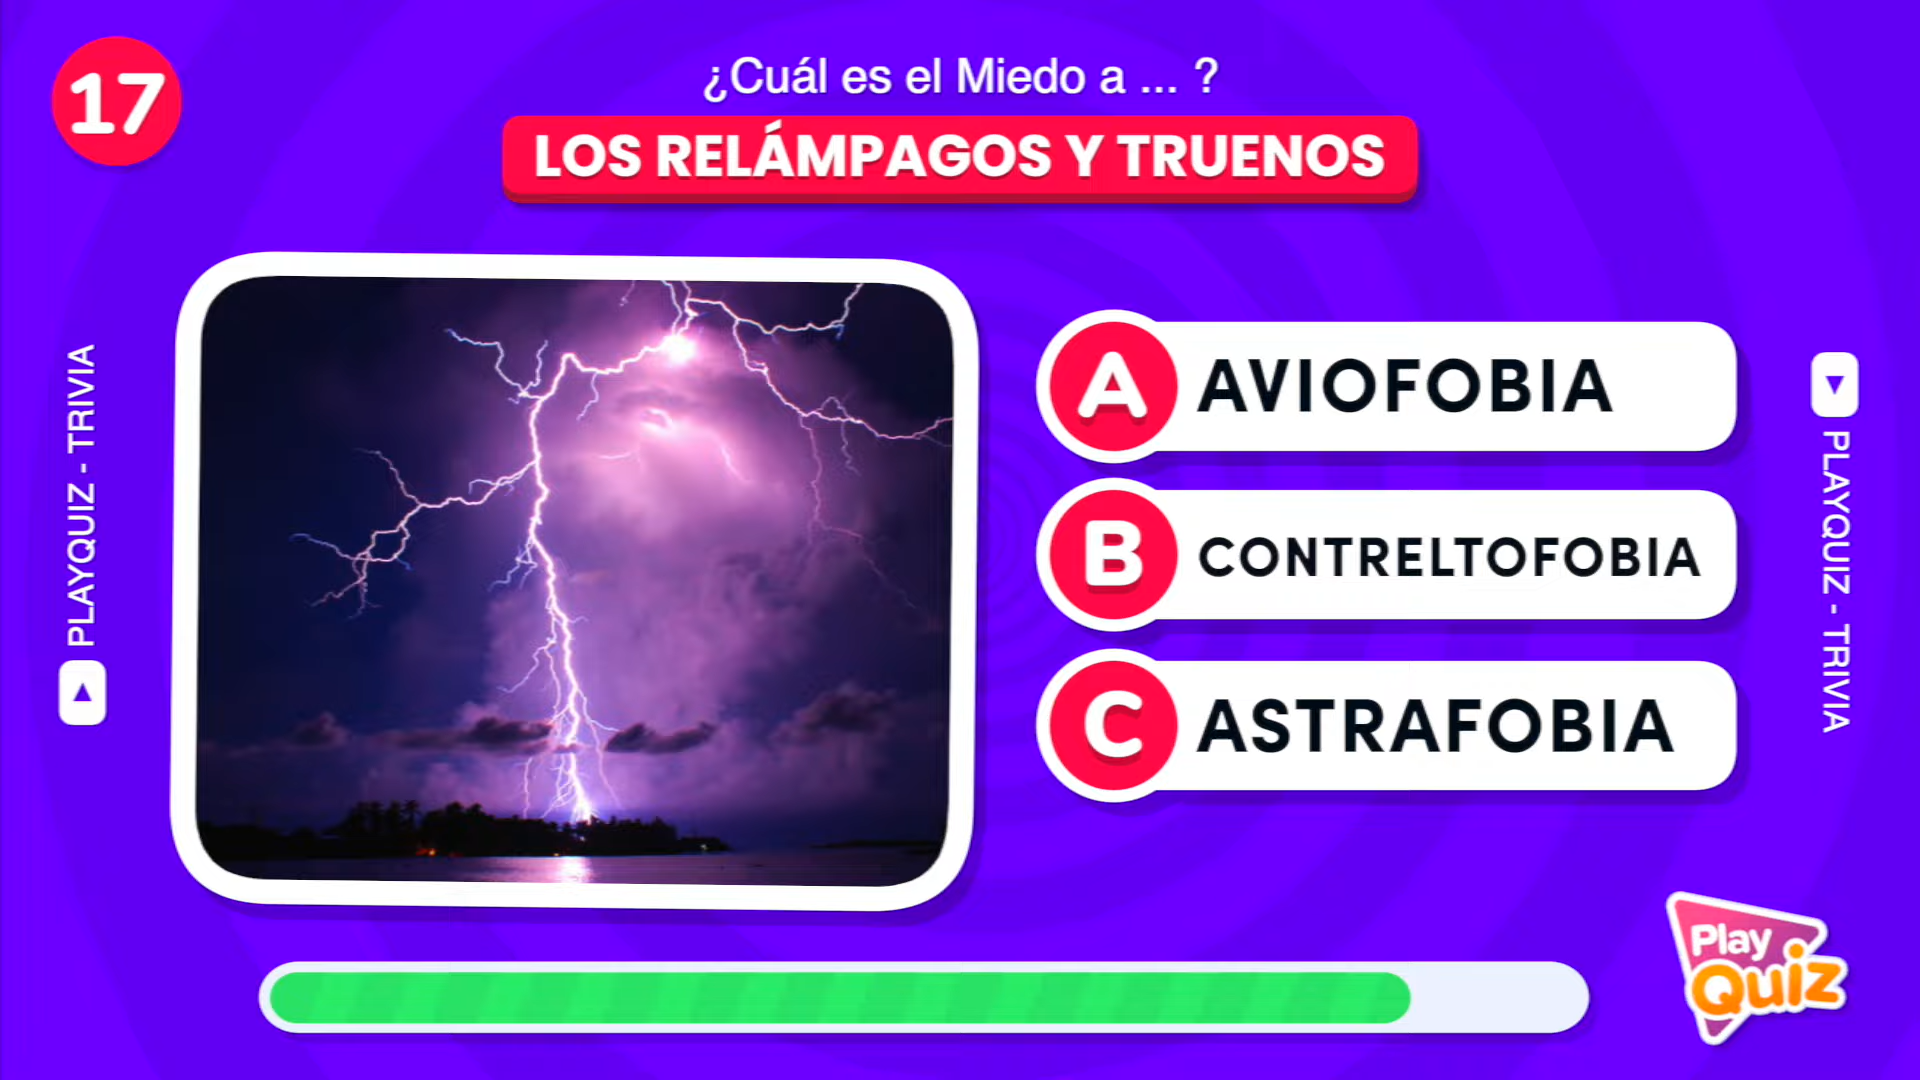 17
¿Cuál es el Miedo a ... ?
LOS RELÁMPAGOS Y TRUENOS
PLAYQUIZ - TRIVIA
A AVIOFOBIA
B CONTRELTOFOBIA
C ASTRAFOBIA
PLAYQUIZ - TRIVIA
Play
Quiz